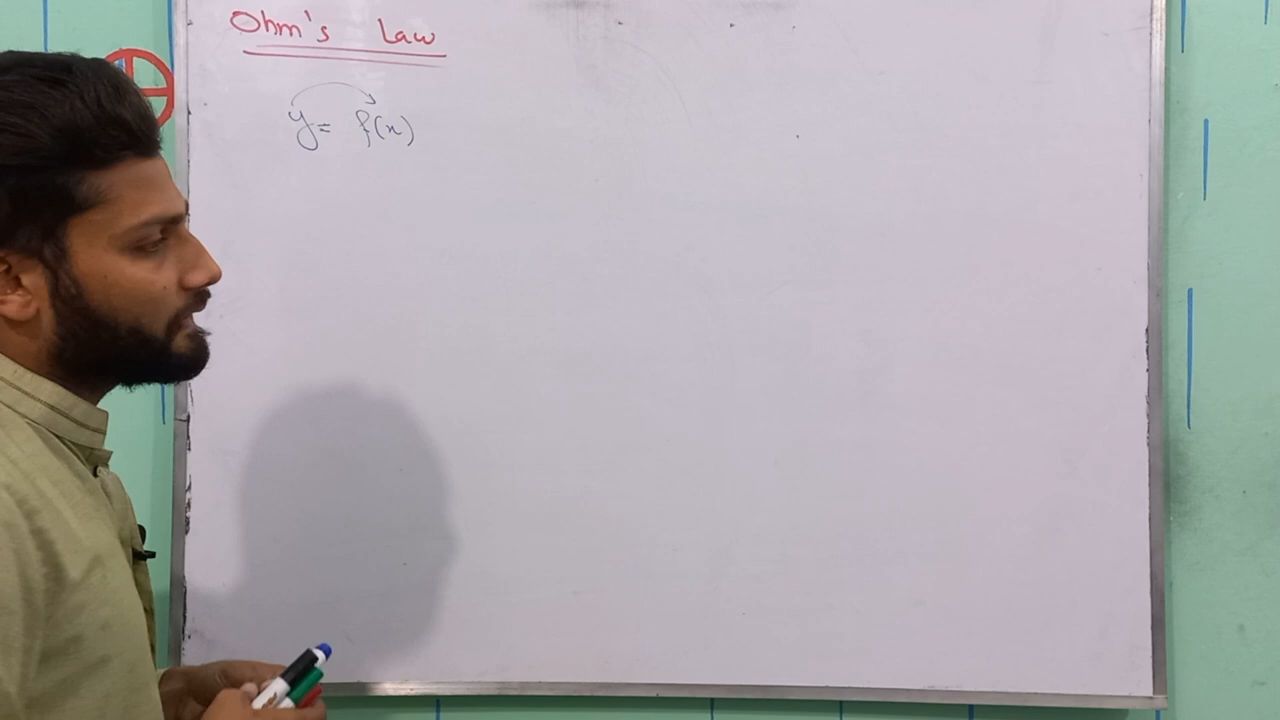 Ohm's Law
y = f(x)